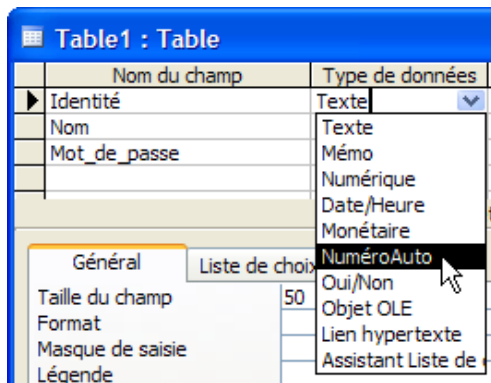 Table1 : Table
Nom du champ Type de données
Identité Texte
Nom Texte
Mot_de_passe Mémo
Numérique
Date/Heure
Monétaire
Général Liste de choix NuméroAuto
Oui/Non
Taille du champ 50 Objet OLE
Format Lien hypertexte
Masque de saisie Assistant Liste de
Légende